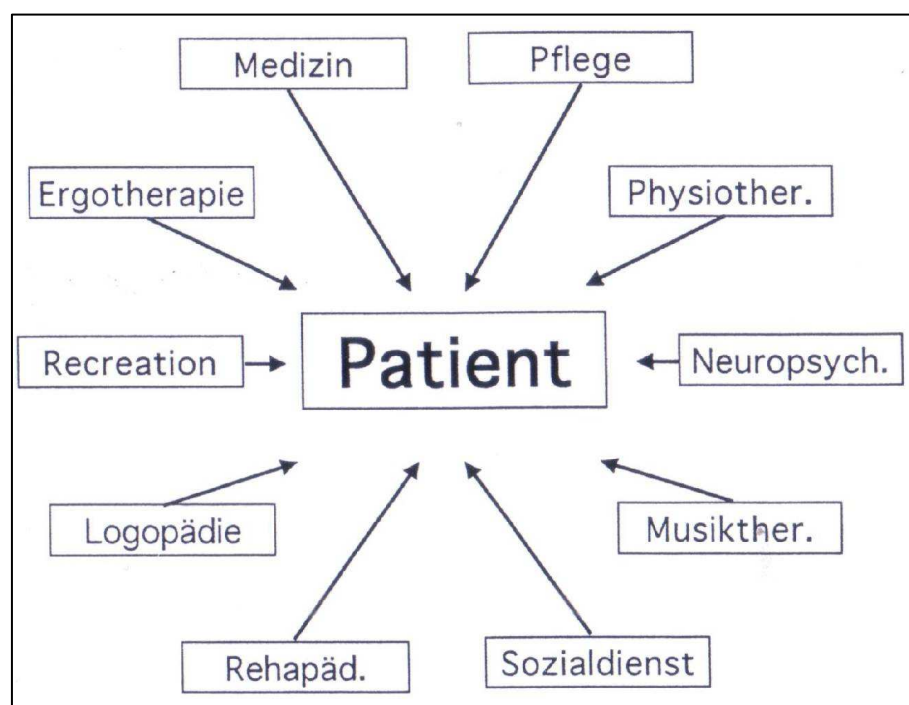 Medizin
Pflege
Ergotherapie
Physiother.
Recreation
Patient
Neuropsych.
Logopädie
Musikther.
Rehapäd.
Sozialdienst